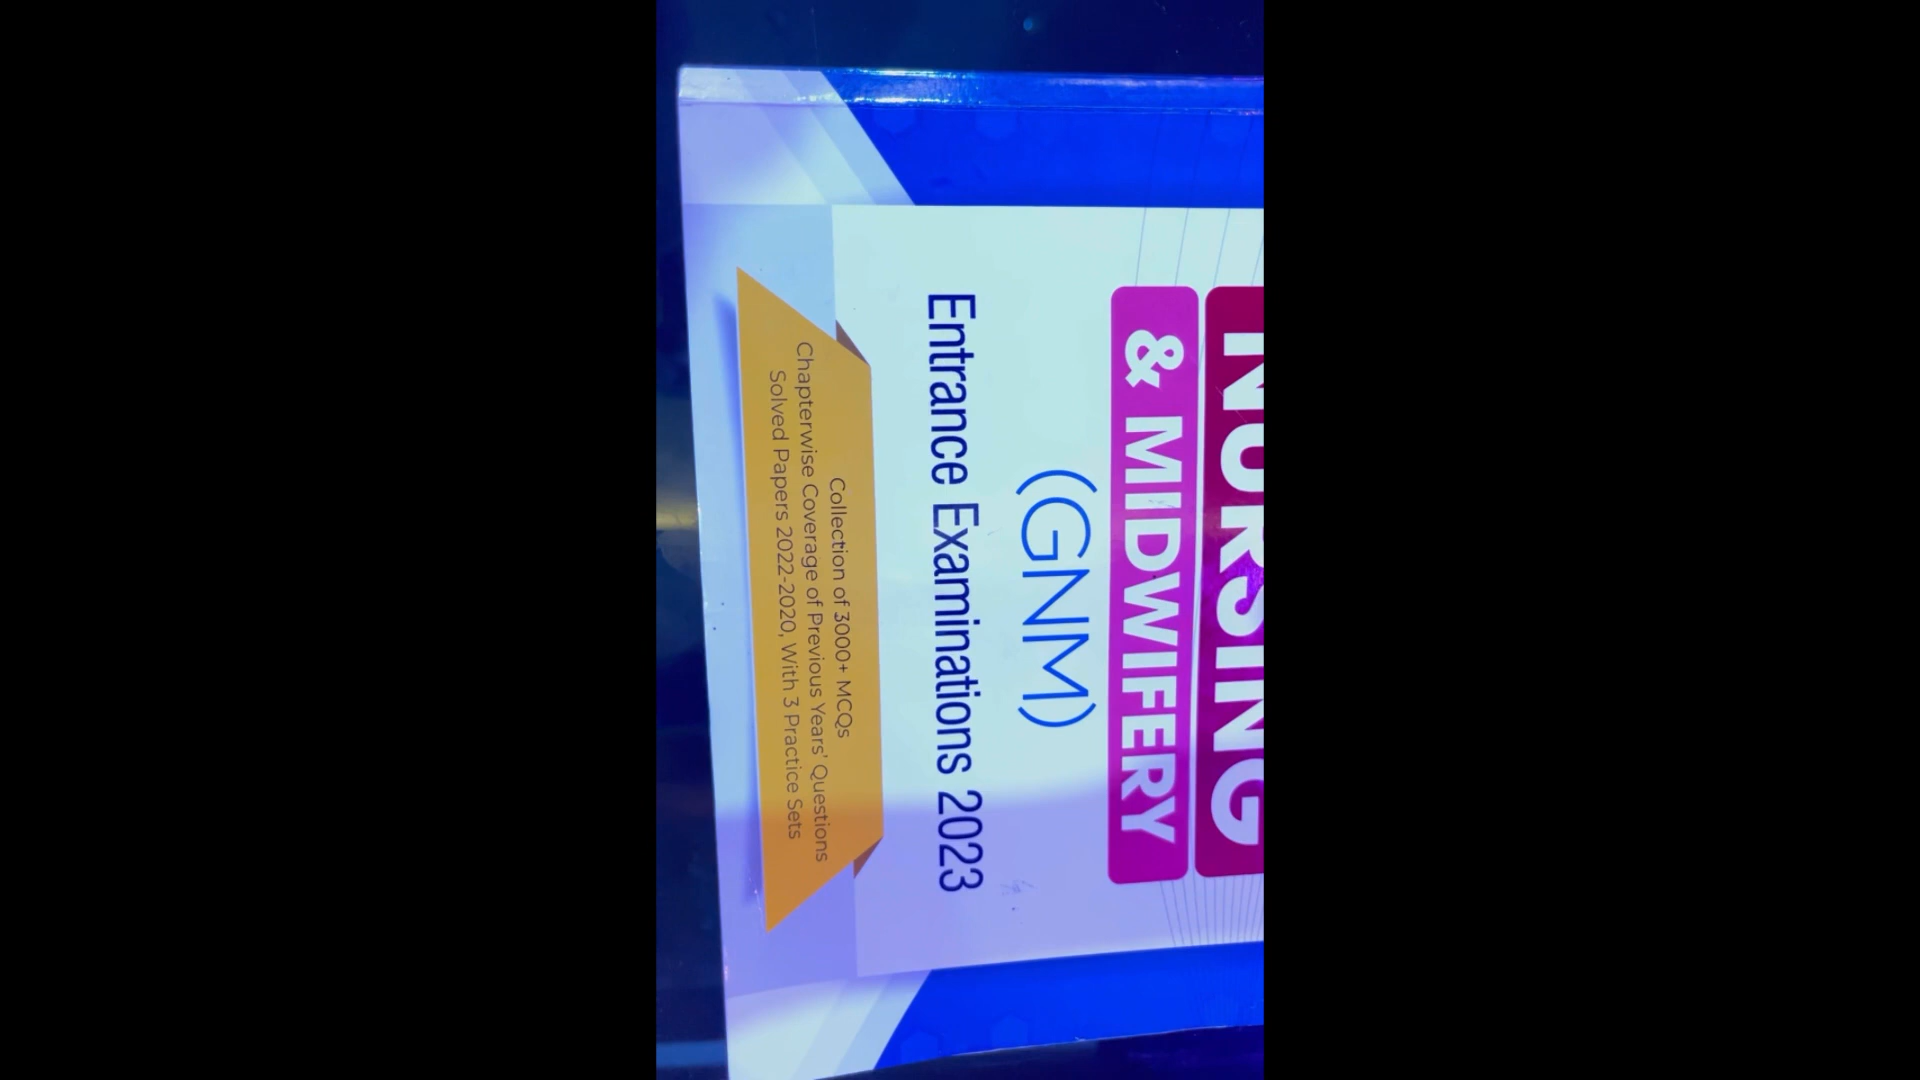 NURSING
& MIDWIFERY
(GNM)
Entrance Examinations 2023
Collection of 3000+ MCQs
Chapterwise Coverage of Previous Years' Questions
Solved Papers 2022-2020, With 3 Practice Sets